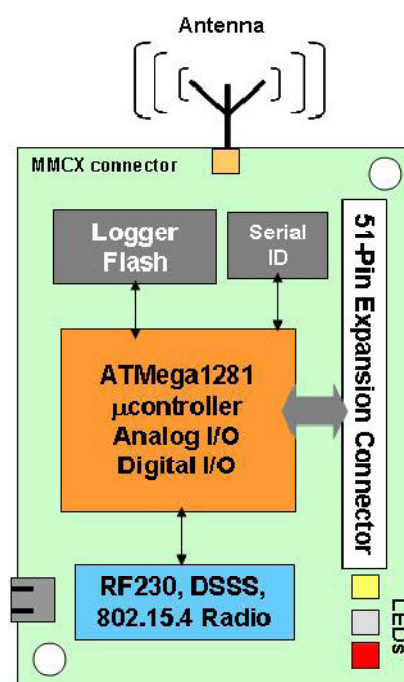 Antenna
MMCX connector
Logger
Flash
Serial
ID
51-Pin Expansion Connector
ATMega1281
μcontroller
Analog I/O
Digital I/O
RF230, DSSS,
802.15.4 Radio
LEDs